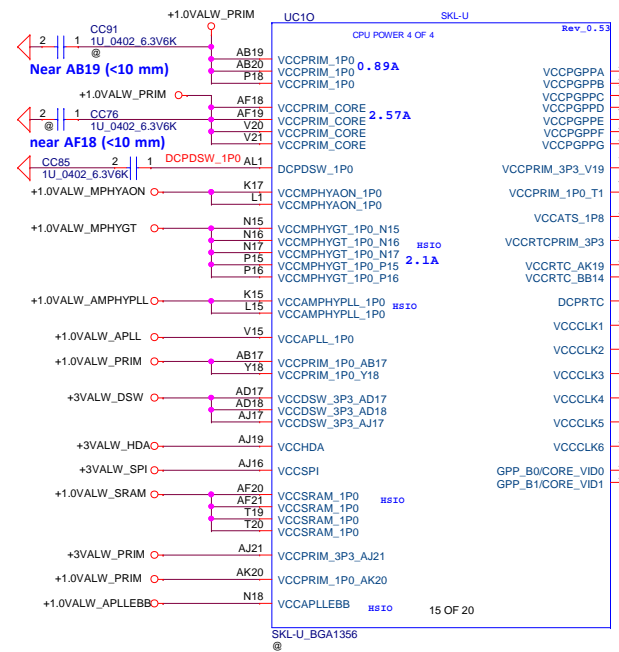 +1.0VALW_PRIM
UC1O
SKL-U
Rev_0.53
CPU POWER 4 OF 4
CC91
2 1 1U_0402_6.3V6K
@
Near AB19 (<10 mm)
AB19 VCCPRIM_1P0 0.89A
AB20 VCCPRIM_1P0
P18 VCCPRIM_1P0
VCCPGPPA
VCCPGPPB
VCCPGPPC
VCCPGPPD
VCCPGPPE
VCCPGPPF
VCCPGPPG
+1.0VALW_PRIM
AF18 VCCPRIM_CORE
AF19 VCCPRIM_CORE 2.57A
V20 VCCPRIM_CORE
V21 VCCPRIM_CORE
2 1 CC76
@ 1U_0402_6.3V6K
near AF18 (<10 mm)
CC85 2 1 DCPDSW_1P0 AL1 DCPDSW_1P0
1U_0402_6.3V6K
VCCPRIM_3P3_V19
+1.0VALW_MPHYAON K17 VCCMPHYAON_1P0
L1 VCCMPHYAON_1P0
VCCPRIM_1P0_T1
VCCATS_1P8
+1.0VALW_MPHYGT N15 VCCMPHYGT_1P0_N15
N16 VCCMPHYGT_1P0_N16 HSIO
N17 VCCMPHYGT_1P0_N17
P15 VCCMPHYGT_1P0_P15 2.1A
P16 VCCMPHYGT_1P0_P16
VCCRTCPRIM_3P3
VCCRTC_AK19
VCCRTC_BB14
+1.0VALW_AMPHYPLL K15 VCCAMPHYPLL_1P0
L15 VCCAMPHYPLL_1P0 HSIO
DCPRTC
VCCCLK1
+1.0VALW_APLL V15 VCCAPLL_1P0
VCCCLK2
+1.0VALW_PRIM AB17 VCCPRIM_1P0_AB17
Y18 VCCPRIM_1P0_Y18
VCCCLK3
+3VALW_DSW AD17 VCCDSW_3P3_AD17
AD18 VCCDSW_3P3_AD18
AJ17 VCCDSW_3P3_AJ17
VCCCLK4
VCCCLK5
+3VALW_HDA AJ19 VCCHDA
VCCCLK6
+3VALW_SPI AJ16 VCCSPI
GPP_B0/CORE_VID0
GPP_B1/CORE_VID1
+1.0VALW_SRAM AF20 VCCSRAM_1P0
AF21 VCCSRAM_1P0 HSIO
T19 VCCSRAM_1P0
T20 VCCSRAM_1P0
+3VALW_PRIM AJ21 VCCPRIM_3P3_AJ21
+1.0VALW_PRIM AK20 VCCPRIM_1P0_AK20
+1.0VALW_APLLEBB N18 VCCAPLLEBB HSIO
15 OF 20
SKL-U_BGA1356
@